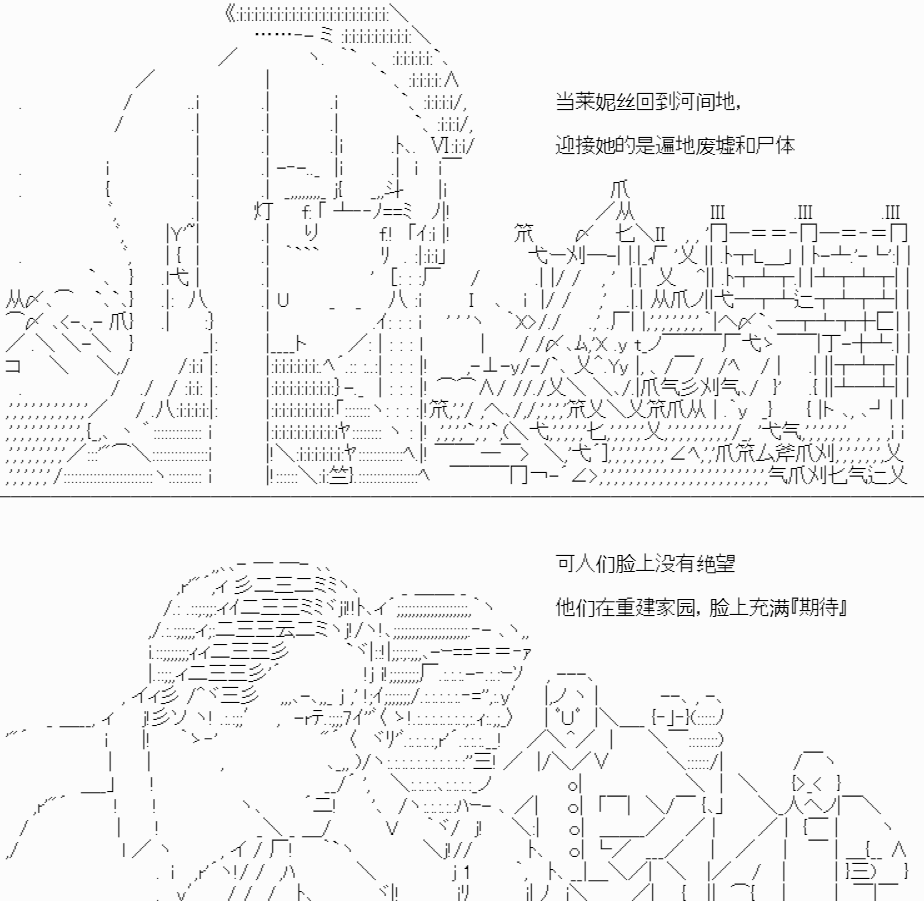 当莱妮丝回到河间地，
迎接她的是遍地废墟和尸体
可人们脸上没有绝望
他们在重建家园，脸上充满『期待』